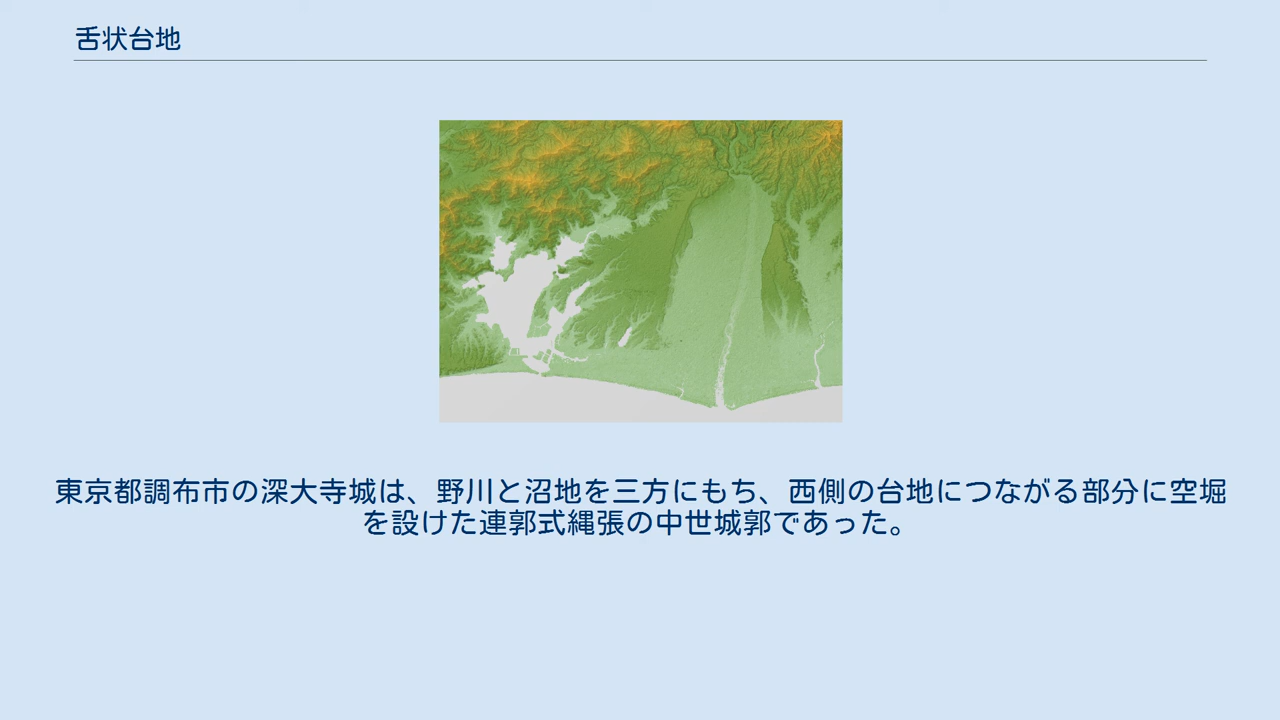 舌状台地
東京都調布市の深大寺城は、野川と沼地を三方にもち、西側の台地につながる部分に空堀
を設けた連郭式縄張の中世城郭であった。